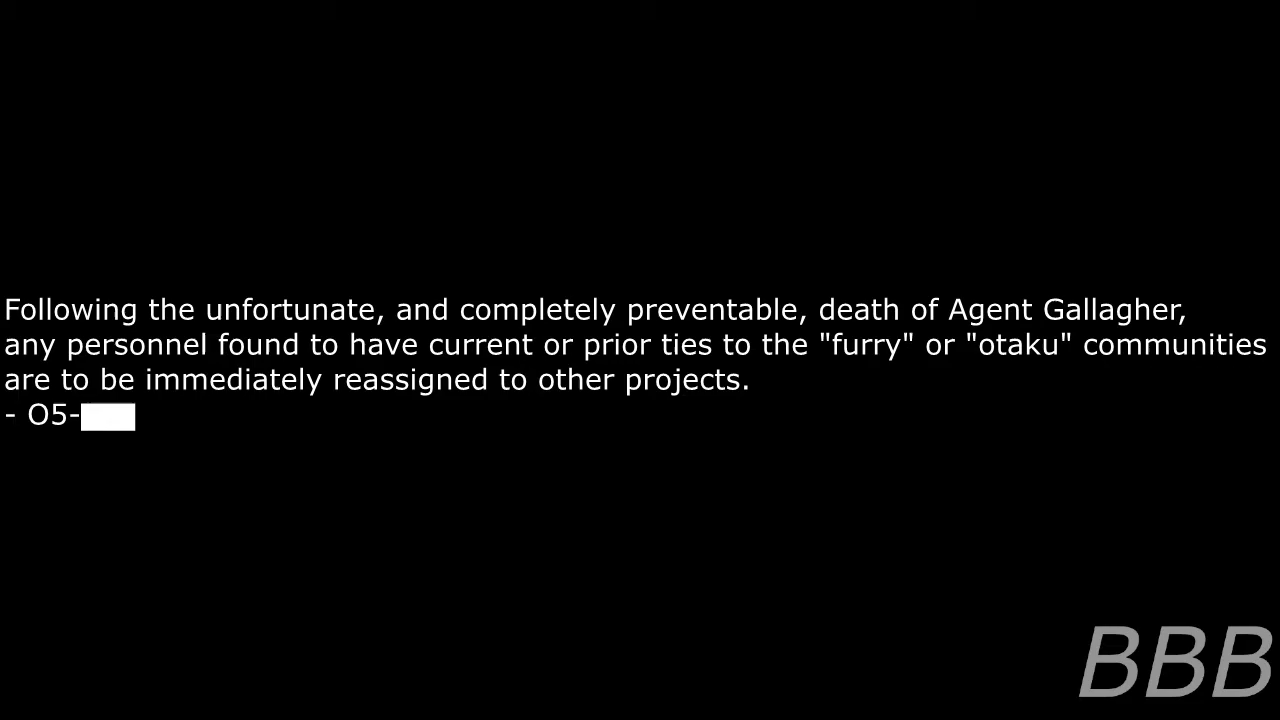 Following the unfortunate, and completely preventable, death of Agent Gallagher,
any personnel found to have current or prior ties to the "furry" or "otaku" communities
are to be immediately reassigned to other projects.
- O5-
BBB